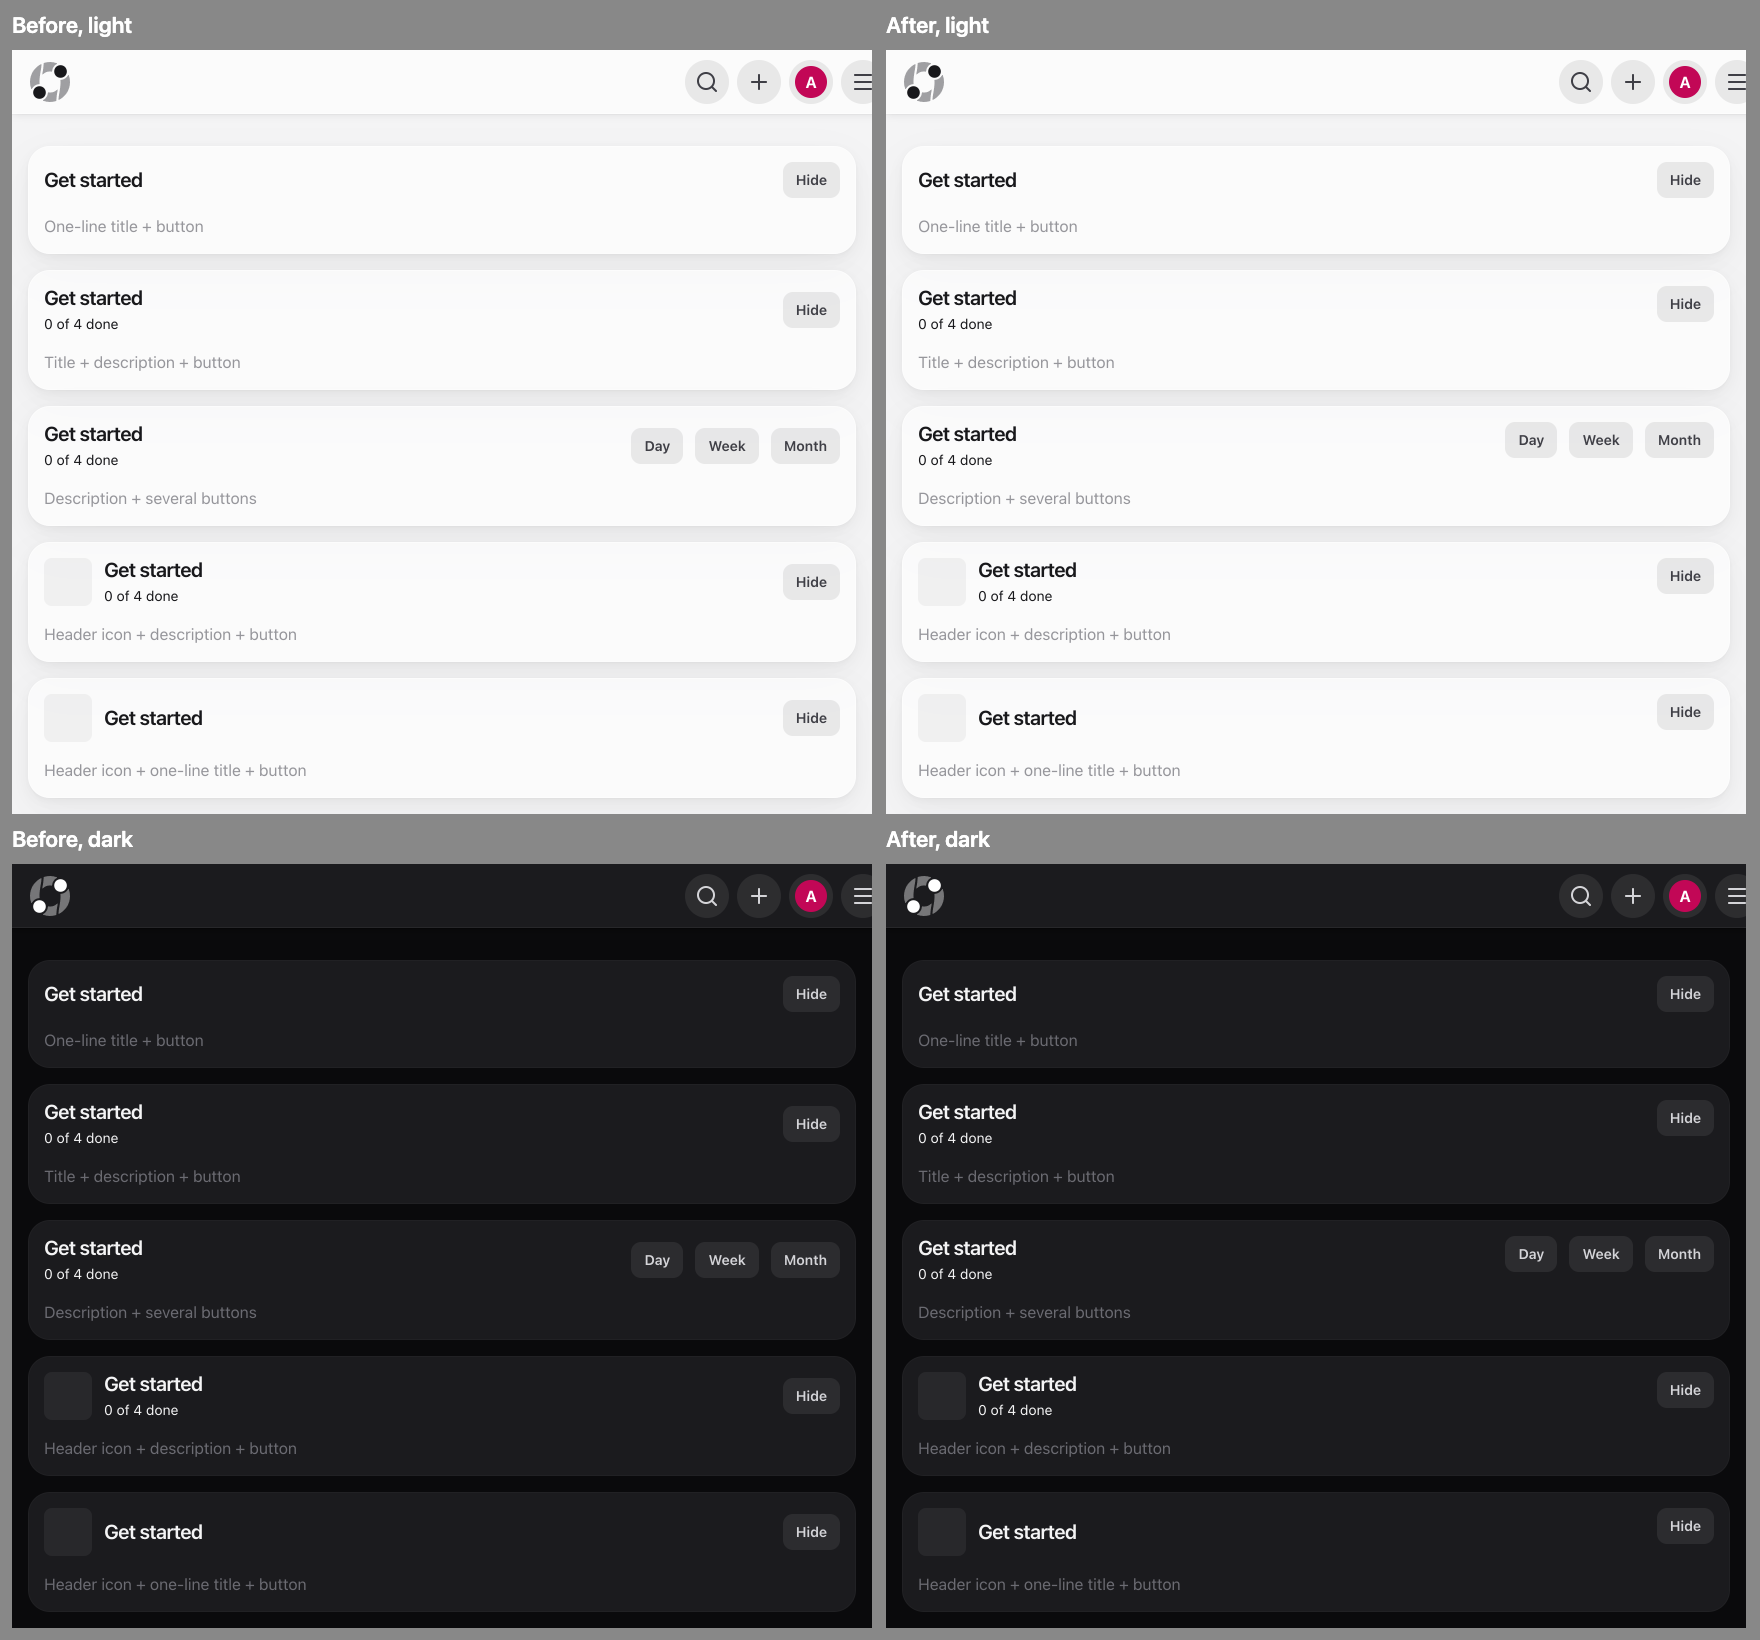 Before, light
A
Get started
Hide
One-line title + button
Get started
0 of 4 done
Hide
Title + description + button
Get started
0 of 4 done
Day
Week
Month
Description + several buttons
Get started
0 of 4 done
Hide
Header icon + description + button
Get started
Hide
Header icon + one-line title + button
After, light
A
Get started
Hide
One-line title + button
Get started
0 of 4 done
Hide
Title + description + button
Get started
0 of 4 done
Day
Week
Month
Description + several buttons
Get started
0 of 4 done
Hide
Header icon + description + button
Get started
Hide
Header icon + one-line title + button
Before, dark
A
Get started
Hide
One-line title + button
Get started
0 of 4 done
Hide
Title + description + button
Get started
0 of 4 done
Day
Week
Month
Description + several buttons
Get started
0 of 4 done
Hide
Header icon + description + button
Get started
Hide
Header icon + one-line title + button
After, dark
A
Get started
Hide
One-line title + button
Get started
0 of 4 done
Hide
Title + description + button
Get started
0 of 4 done
Day
Week
Month
Description + several buttons
Get started
0 of 4 done
Hide
Header icon + description + button
Get started
Hide
Header icon + one-line title + button